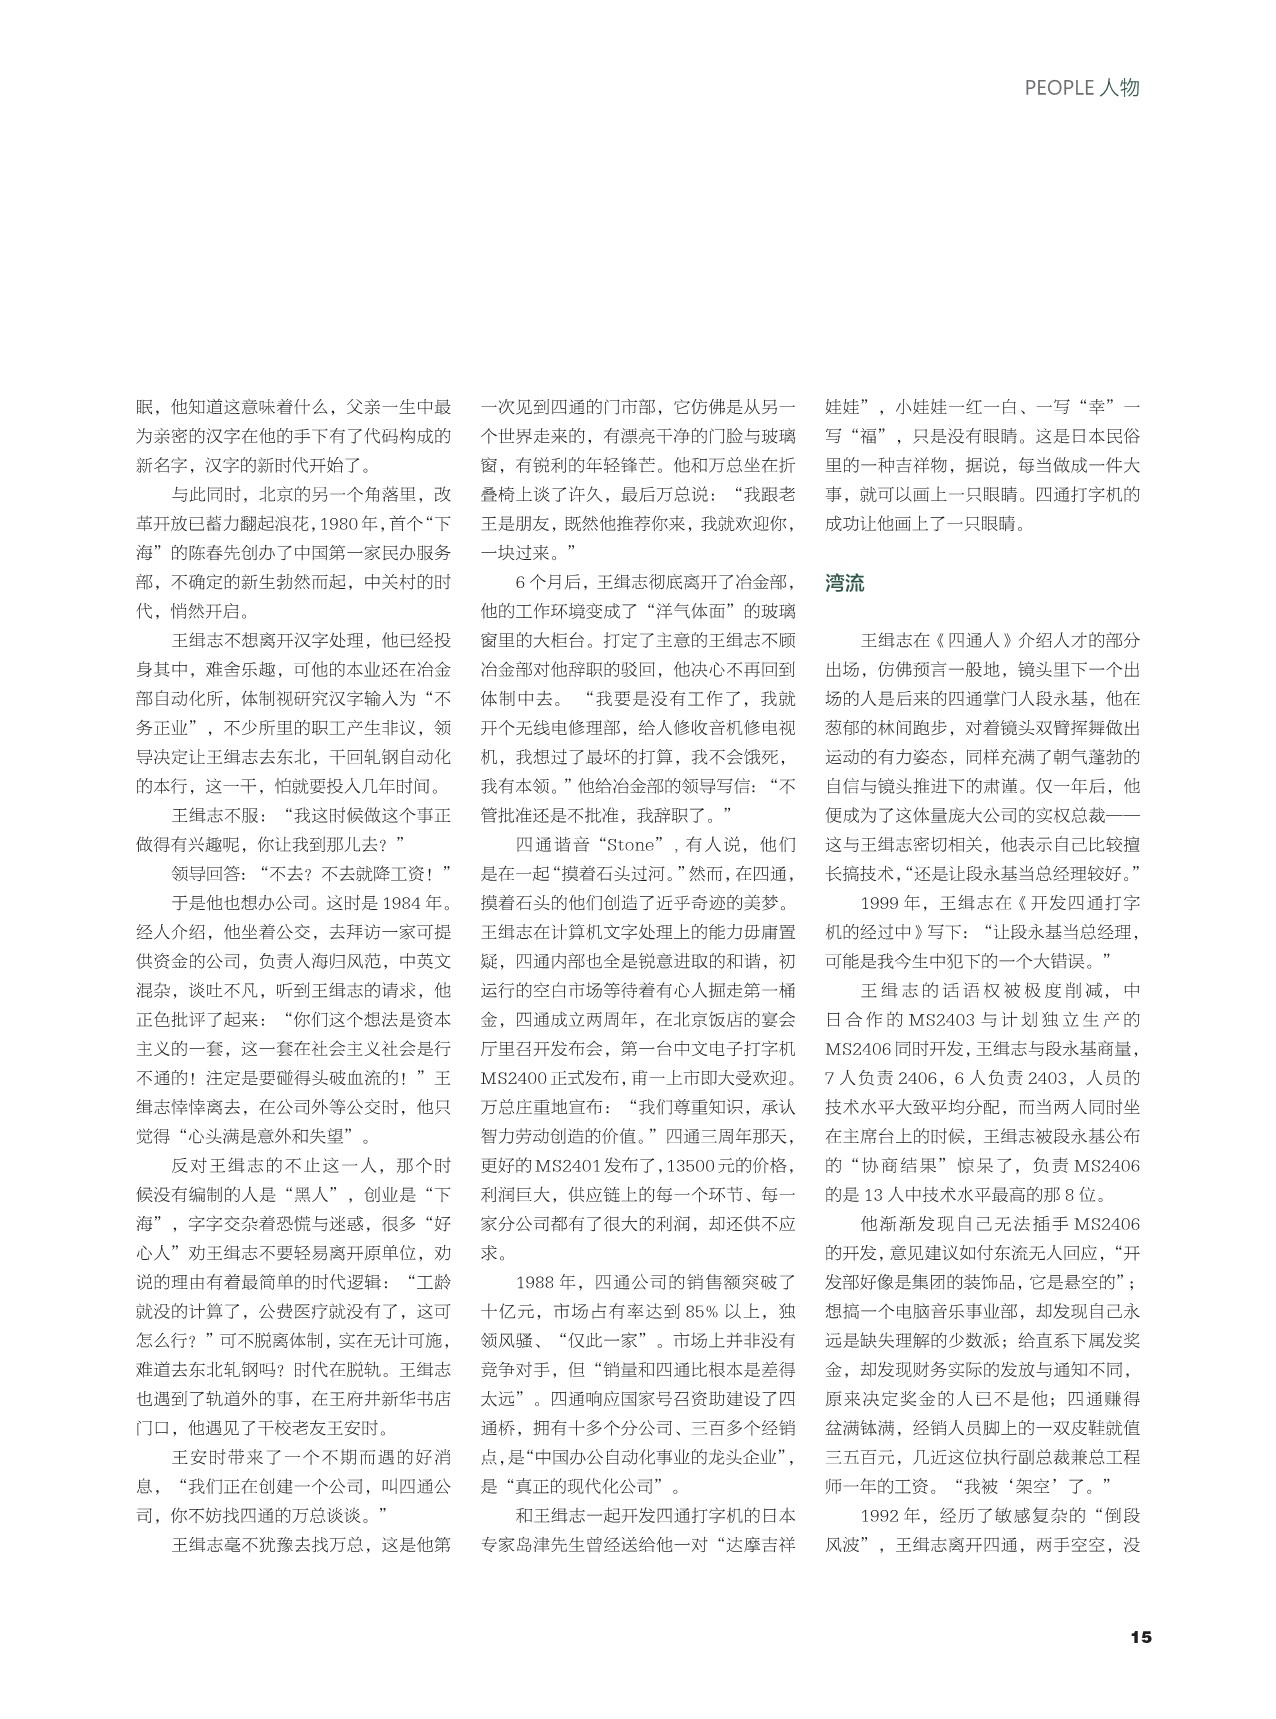 PEOPLE 人物
眠，他知道这意味着什么，父亲一生中最
为亲密的汉字在他的手下有了代码构成的
新名字，汉字的新时代开始了。
与此同时，北京的另一个角落里，改
革开放已蓄力翻起浪花，1980 年，首个“下
海”的陈春先创办了中国第一家民办服务
部，不确定的新生勃然而起，中关村的时
代，悄然开启。
王缉志不想离开汉字处理，他已经投
身其中，难舍乐趣，可他的本业还在冶金
部自动化所，体制视研究汉字输入为“不
务正业”，不少所里的职工产生非议，领
导决定让王缉志去东北，干回轧钢自动化
的本行，这一干，怕就要投入几年时间。
王缉志不服：“我这时候做这个事正
做得有兴趣呢，你让我到那儿去？”
领导回答：“不去？不去就降工资！”
于是他也想办公司。这时是 1984 年。
经人介绍，他坐着公交，去拜访一家可提
供资金的公司，负责人海归风范，中英文
混杂，谈吐不凡，听到王缉志的请求，他
正色批评了起来：“你们这个想法是资本
主义的一套，这一套在社会主义社会是行
不通的！注定是要碰得头破血流的！”王
缉志悻悻离去，在公司外等公交时，他只
觉得“心头满是意外和失望”。
反对王缉志的不止这一人，那个时
候没有编制的人是“黑人”，创业是“下
海”，字字交杂着恐慌与迷惑，很多“好
心人”劝王缉志不要轻易离开原单位，劝
说的理由有着最简单的时代逻辑：“工龄
就没的计算了，公费医疗就没有了，这可
怎么行？”可不脱离体制，实在无计可施，
难道去东北轧钢吗？时代在脱轨。王缉志
也遇到了轨道外的事，在王府井新华书店
门口，他遇见了干校老友王安时。
王安时带来了一个不期而遇的好消
息，“我们正在创建一个公司，叫四通公
司，你不妨找四通的万总谈谈。”
王缉志毫不犹豫去找万总，这是他第
一次见到四通的门市部，它仿佛是从另一
个世界走来的，有漂亮干净的门脸与玻璃
窗，有锐利的年轻锋芒。他和万总坐在折
叠椅上谈了许久，最后万总说：“我跟老
王是朋友，既然他推荐你来，我就欢迎你，
一块过来。”
6 个月后，王缉志彻底离开了冶金部，
他的工作环境变成了“洋气体面”的玻璃
窗里的大柜台。打定了主意的王缉志不顾
冶金部对他辞职的驳回，他决心不再回到
体制中去。“我要是没有工作了，我就
开个无线电修理部，给人修收音机修电视
机，我想过了最坏的打算，我不会饿死，
我有本领。”他给冶金部的领导写信：“不
管批准还是不批准，我辞职了。”
四通谐音“Stone”, 有人说，他们
是在一起“摸着石头过河。”然而，在四通，
摸着石头的他们创造了近乎奇迹的美梦。
王缉志在计算机文字处理上的能力毋庸置
疑，四通内部也全是锐意进取的和谐，初
运行的空白市场等待着有心人掘走第一桶
金，四通成立两周年，在北京饭店的宴会
厅里召开发布会，第一台中文电子打字机
MS2400 正式发布，甫一上市即大受欢迎。
万总庄重地宣布：“我们尊重知识，承认
智力劳动创造的价值。”四通三周年那天，
更好的 MS2401 发布了，13500 元的价格，
利润巨大，供应链上的每一个环节、每一
家分公司都有了很大的利润，却还供不应
求。
1988 年，四通公司的销售额突破了
十亿元，市场占有率达到 85% 以上，独
领风骚、“仅此一家”。市场上并非没有
竞争对手，但“销量和四通比根本是差得
太远”。四通响应国家号召资助建设了四
通桥，拥有十多个分公司、三百多个经销
点，是“中国办公自动化事业的龙头企业”，
是“真正的现代化公司”。
和王缉志一起开发四通打字机的日本
专家岛津先生曾经送给他一对“达摩吉祥
娃娃”，小娃娃一红一白、一写“幸”一
写“福”，只是没有眼睛。这是日本民俗
里的一种吉祥物，据说，每当做成一件大
事，就可以画上一只眼睛。四通打字机的
成功让他画上了一只眼睛。
湾流
王缉志在《四通人》介绍人才的部分
出场，仿佛预言一般地，镜头里下一个出
场的人是后来的四通掌门人段永基，他在
葱郁的林间跑步，对着镜头双臂挥舞做出
运动的有力姿态，同样充满了朝气蓬勃的
自信与镜头推进下的肃谨。仅一年后，他
便成为了这体量庞大公司的实权总裁——
这与王缉志密切相关，他表示自己比较擅
长搞技术，“还是让段永基当总经理较好。”
1999 年，王缉志在《开发四通打字
机的经过中》写下：“让段永基当总经理，
可能是我今生中犯下的一个大错误。”
王缉志的话语权被极度削减，中
日合作的 MS2403 与计划独立生产的
MS2406 同时开发，王缉志与段永基商量，
7 人负责 2406，6 人负责 2403，人员的
技术水平大致平均分配，而当两人同时坐
在主席台上的时候，王缉志被段永基公布
的“协商结果”惊呆了，负责 MS2406
的是 13 人中技术水平最高的那 8 位。
他渐渐发现自己无法插手 MS2406
的开发，意见建议如付东流无人回应，“开
发部好像是集团的装饰品，它是悬空的”；
想搞一个电脑音乐事业部，却发现自己永
远是缺失理解的少数派；给直系下属发奖
金，却发现财务实际的发放与通知不同，
原来决定奖金的人已不是他；四通赚得
盆满钵满，经销人员脚上的一双皮鞋就值
三五百元，几近这位执行副总裁兼总工程
师一年的工资。“我被‘架空’了。”
1992 年，经历了敏感复杂的“倒段
风波”，王缉志离开四通，两手空空，没
15